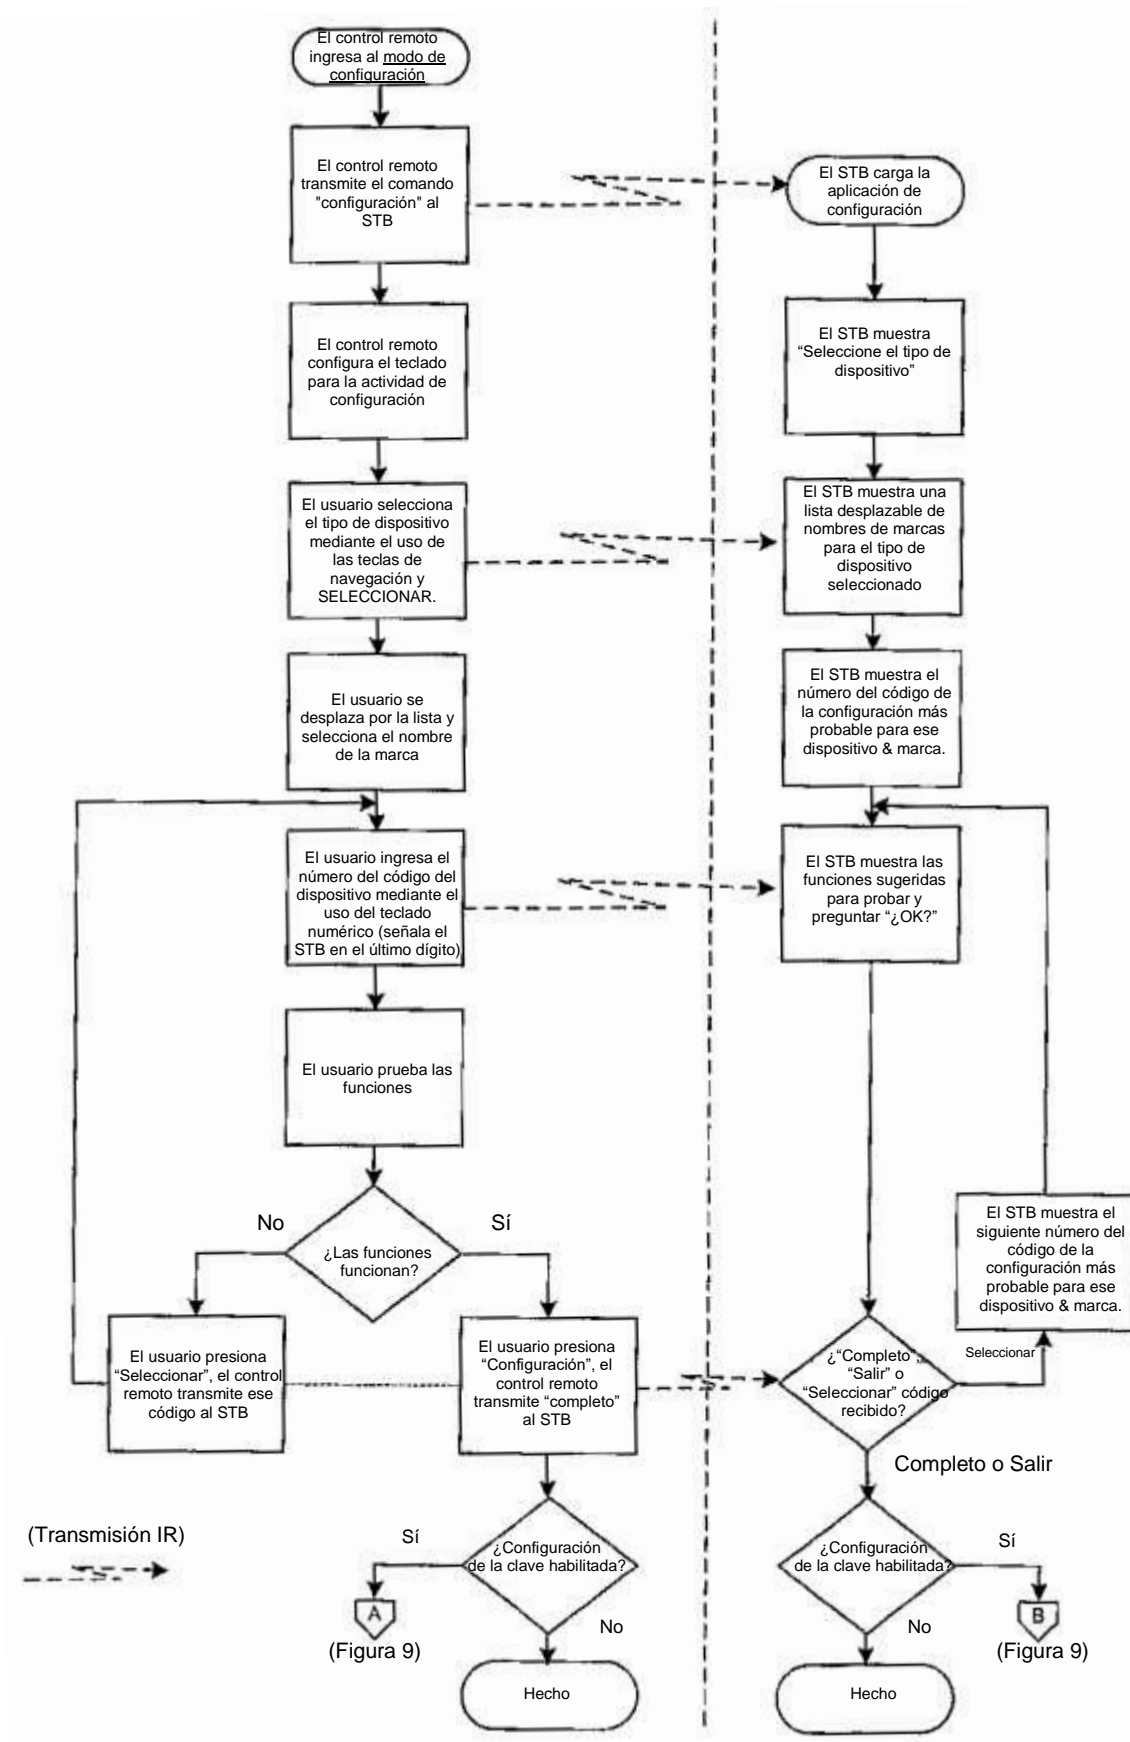 El control remoto
ingresa al modo de
configuración
El control remoto
transmite el comando
"configuración" al
STB
El STB carga la
aplicación de
configuración
El control remoto
configura el teclado
para la actividad de
configuración
El STB muestra
“Seleccione el tipo de
dispositivo”
El usuario selecciona
el tipo de dispositivo
mediante el uso de
las teclas de
navegación y
SELECCIONAR.
El STB muestra una
lista desplazable de
nombres de marcas
para el tipo de
dispositivo
seleccionado
El usuario se
desplaza por la lista y
selecciona el nombre
de la marca
El STB muestra el
número del código de
la configuración más
probable para ese
dispositivo & marca.
El usuario ingresa el
número del código del
dispositivo mediante el
uso del teclado
numérico (señala el
STB en el último dígito)
El STB muestra las
funciones sugeridas
para probar y
preguntar “¿OK?”
El usuario prueba las
funciones
No
Sí
¿Las funciones
funcionan?
El STB muestra el
siguiente número del
código de la
configuración más
probable para ese
dispositivo & marca.
El usuario presiona
“Seleccionar”, el control
remoto transmite ese
código al STB
El usuario presiona
“Configuración”, el
control remoto
transmite “completo”
al STB
¿“Completo”,
“Salir” o
“Seleccionar” código
recibido?
Seleccionar
Completo o Salir
(Transmisión IR)
Sí
¿Configuración
de la clave habilitada?
No
A
(Figura 9)
Hecho
¿Configuración
de la clave habilitada?
Sí
No
B
(Figura 9)
Hecho